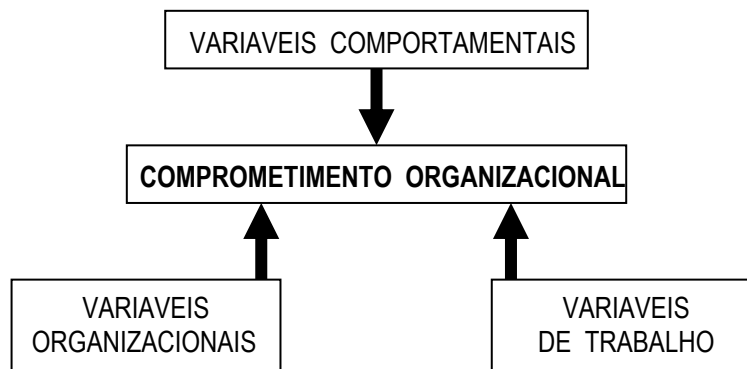 VARIAVEIS COMPORTAMENTAIS
COMPROMETIMENTO ORGANIZACIONAL
VARIAVEIS
ORGANIZACIONAIS
VARIAVEIS
DE TRABALHO